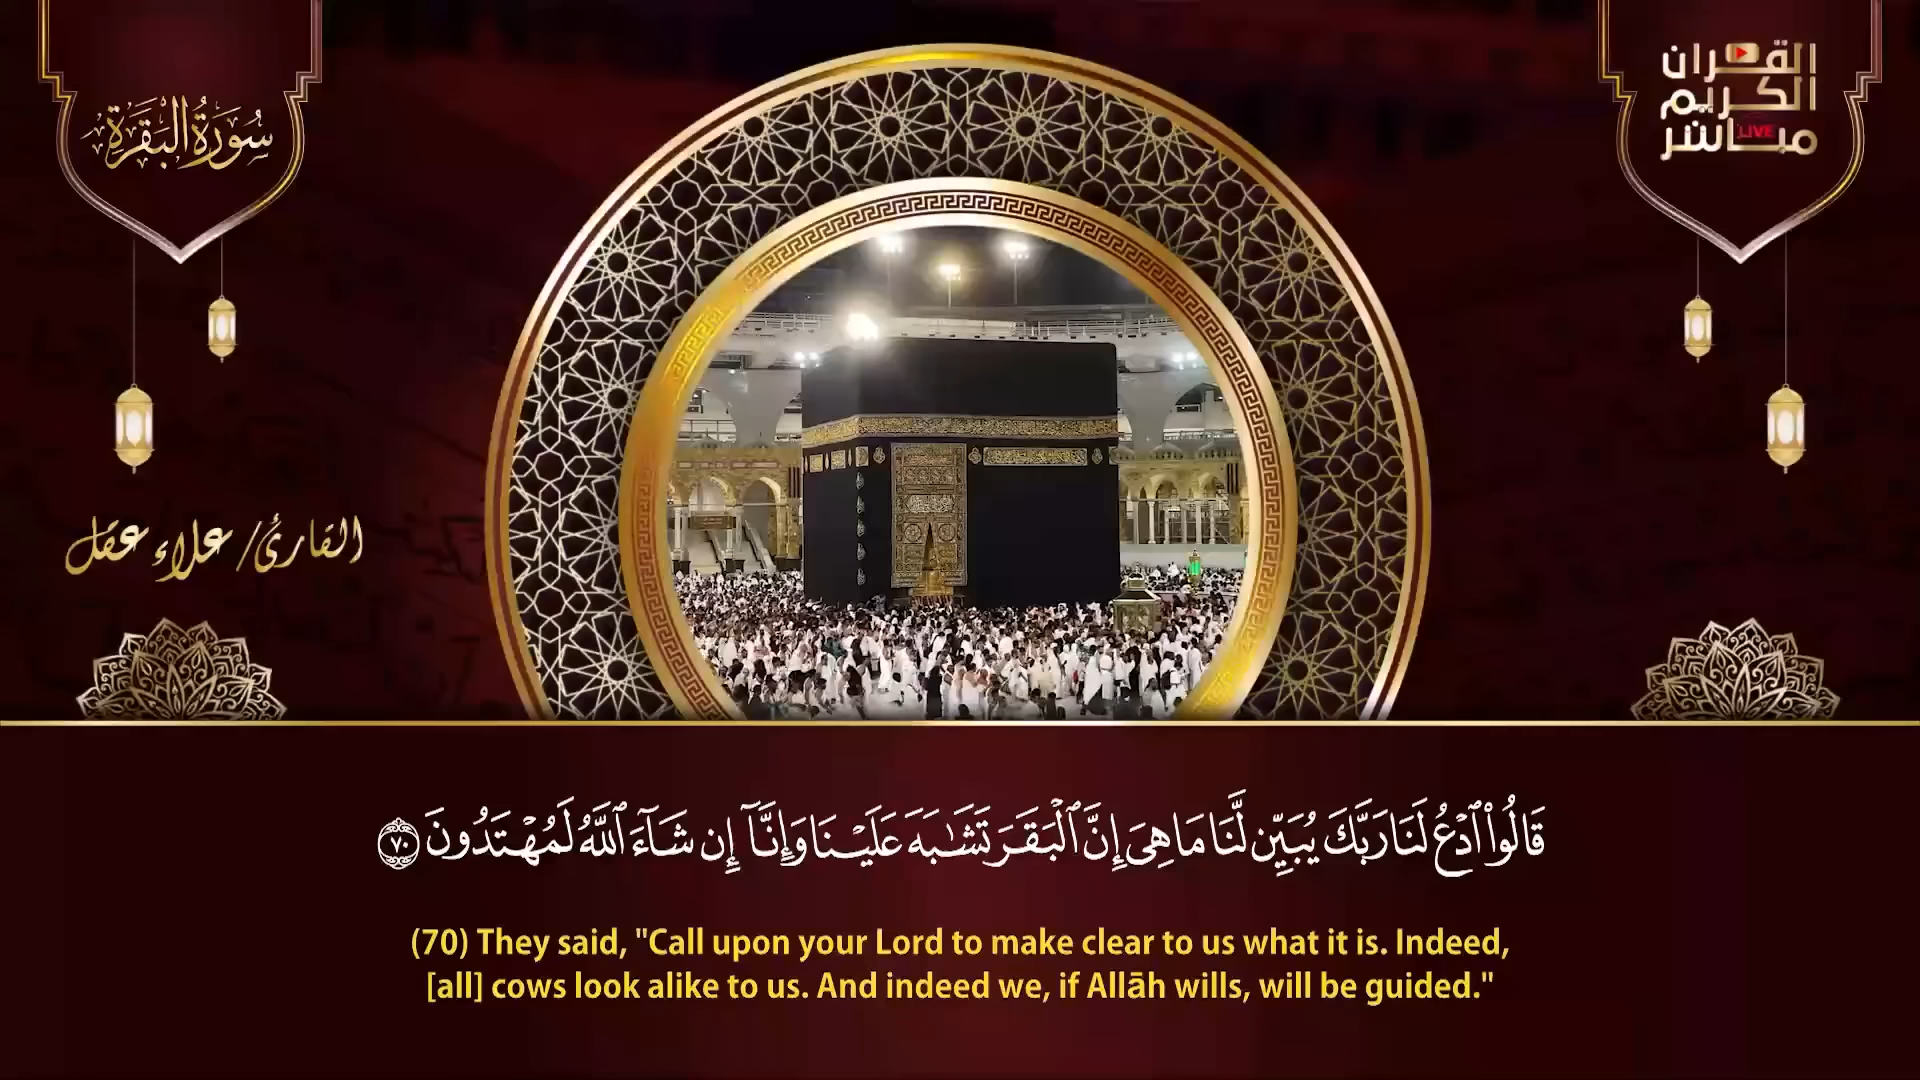 سُورَةُ البَقَرَةِ
القرآن
الكريم
مباشر
LIVE
القارئ/ علاء عقل
قَالُوا۟ ٱدْعُ لَنَا رَبَّكَ يُبَيِّن لَّنَا مَا هِىَ إِنَّ ٱلْبَقَرَ تَشَـٰبَهَ عَلَيْنَا وَإِنَّآ إِن شَآءَ ٱللَّهُ لَمُهْتَدُونَ ٧٠
(70) They said, "Call upon your Lord to make clear to us what it is. Indeed,
[all] cows look alike to us. And indeed we, if Allāh wills, will be guided."